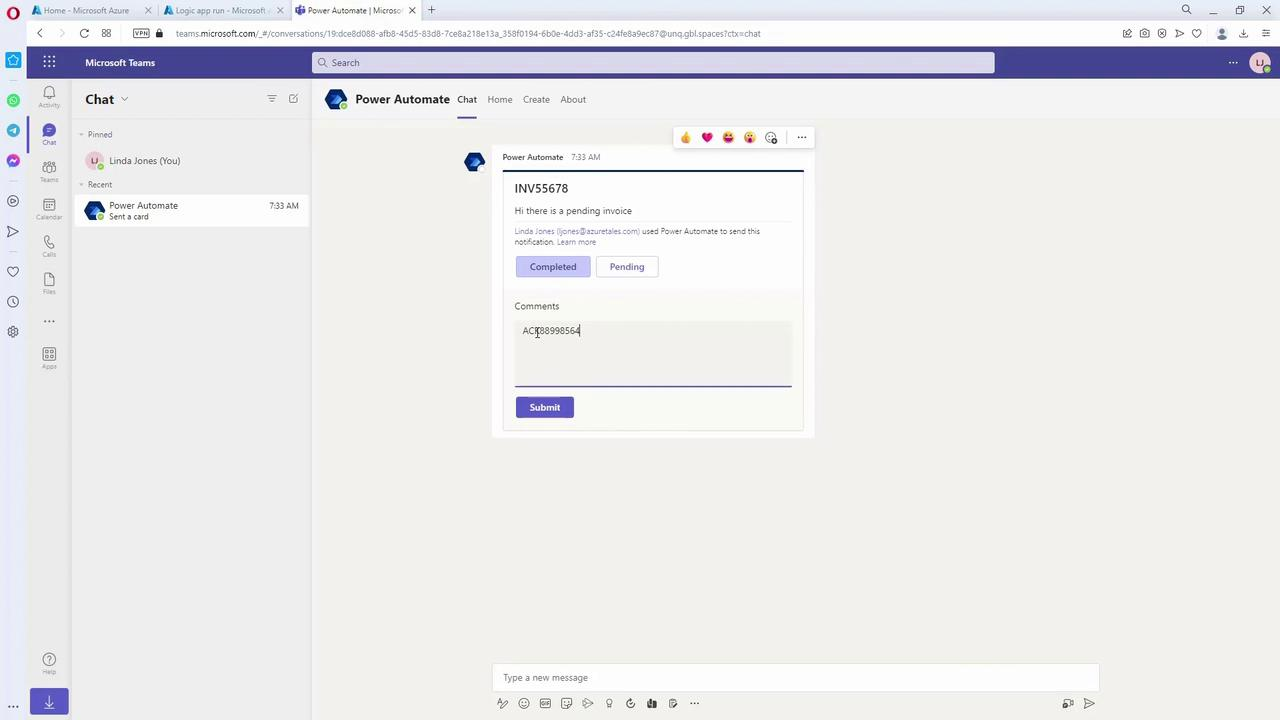 Home - Microsoft Azure
Logic app run - Microsoft A
Power Automate | Microsof
VPN
teams.microsoft.com/_#/conversations/19:dce8d088-afb8-45d5-83d8-7ce8a218e13a_358f0194-6b0e-4dd3-af35-c24fe8a9ec87@unq.gbl.spaces?ctx=chat
Microsoft Teams
Search
LJ
Activity
Chat
Teams
Calendar
Calls
Files
Apps
Help
Chat
Pinned
LJ
Linda Jones (You)
Recent
Power Automate
7:33 AM
Sent a card
Power Automate
Chat
Home
Create
About
Power Automate
7:33 AM
INV55678
Hi there is a pending invoice
Linda Jones (ljones@azuretales.com) used Power Automate to send this
notification. Learn more
Completed
Pending
Comments
Submit
Type a new message
GIF